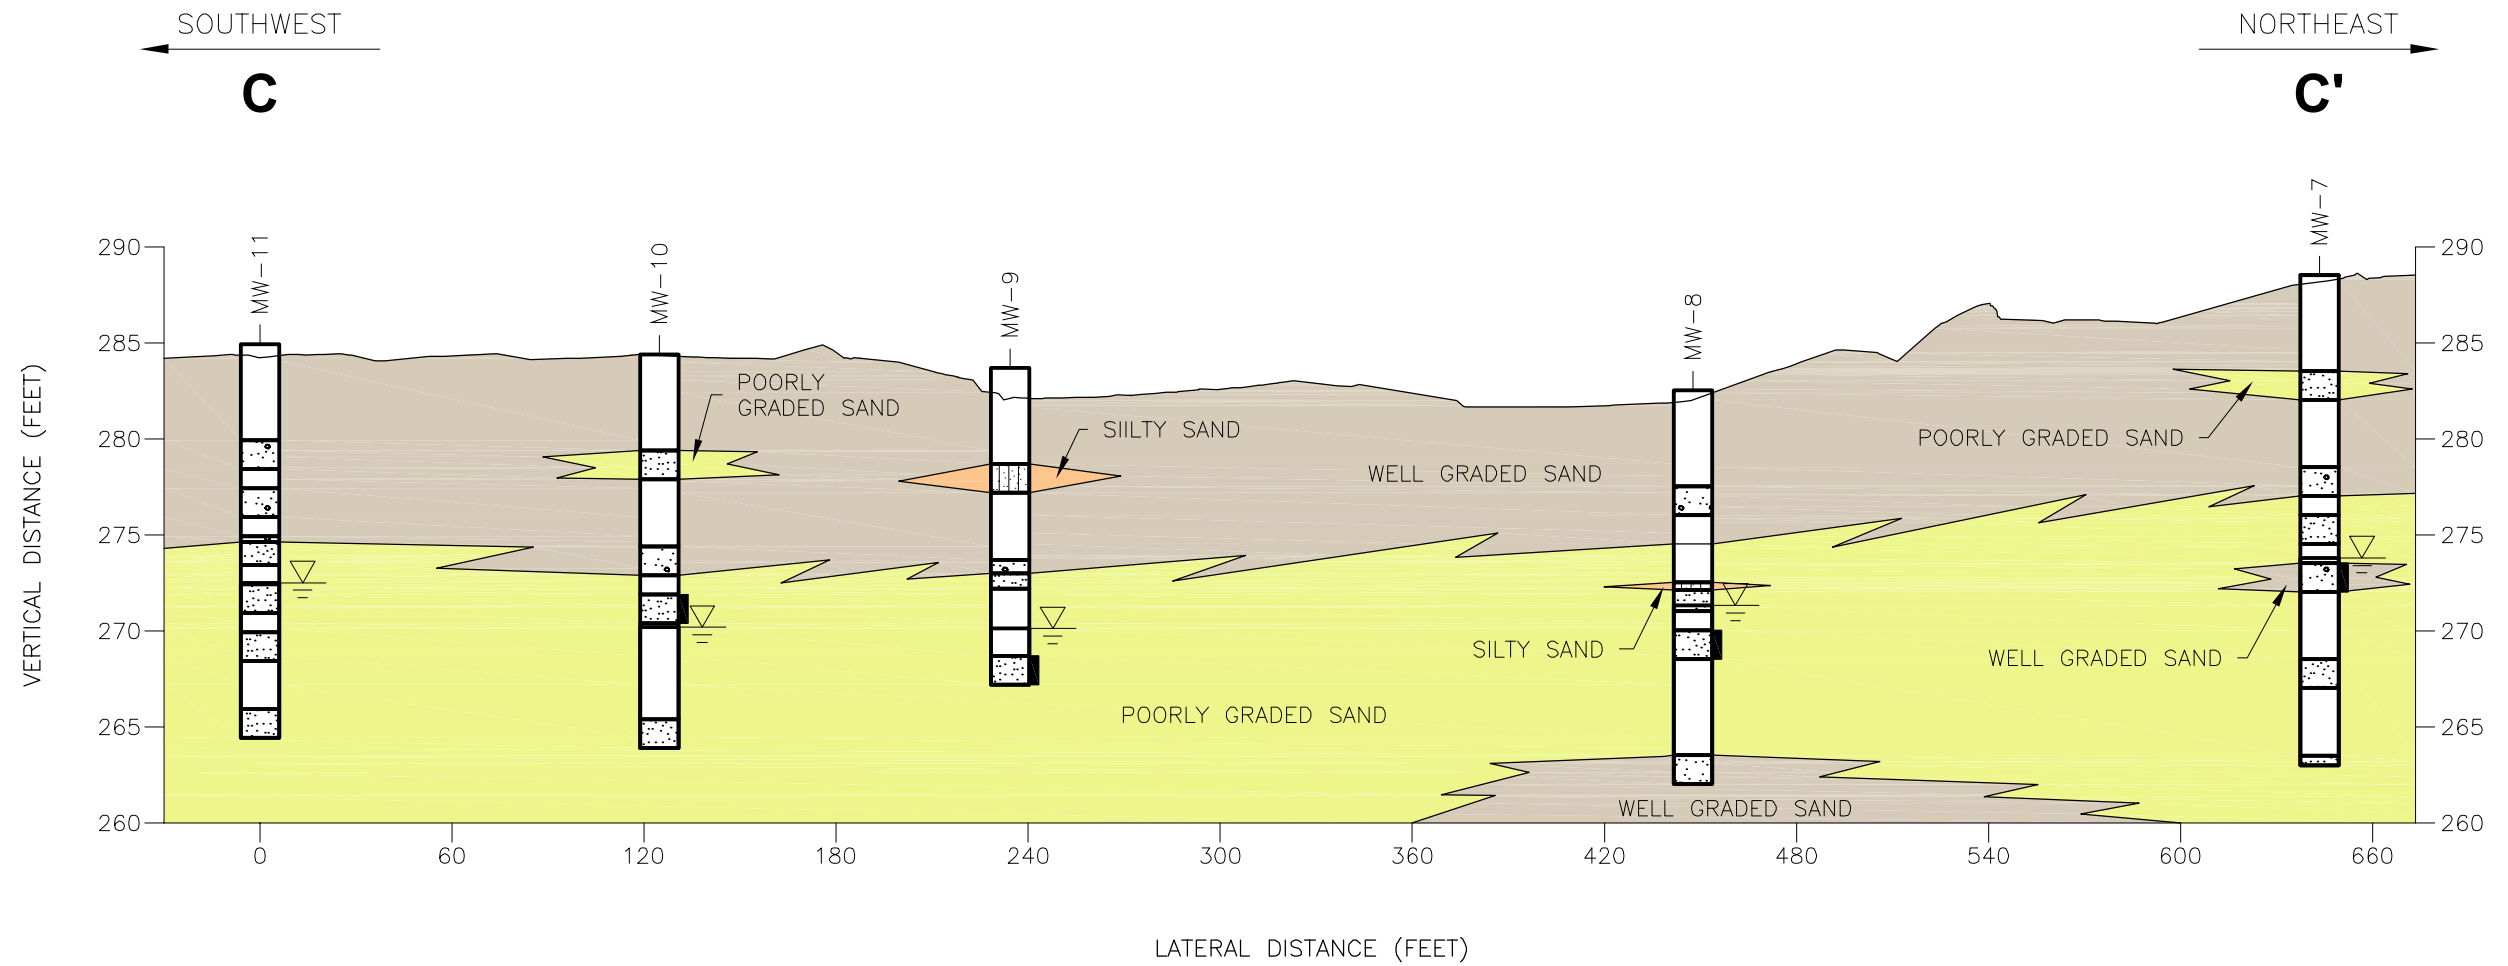 SOUTHWEST
NORTHEAST
C
C'
MW-11
MW-10
MW-9
MW-8
MW-7
290
285
280
275
270
265
260
VERTICAL DISTANCE (FEET)
POORLY
GRADED SAND
SIILTY SAND
WELL GRADED SAND
POORLY GRADED SAND
SILTY SAND
WELL GRADED SAND
POORLY GRADED SAND
WELL GRADED SAND
290
285
280
275
270
265
260
0
60
120
180
240
300
360
420
480
540
600
660
LATERAL DISTANCE (FEET)